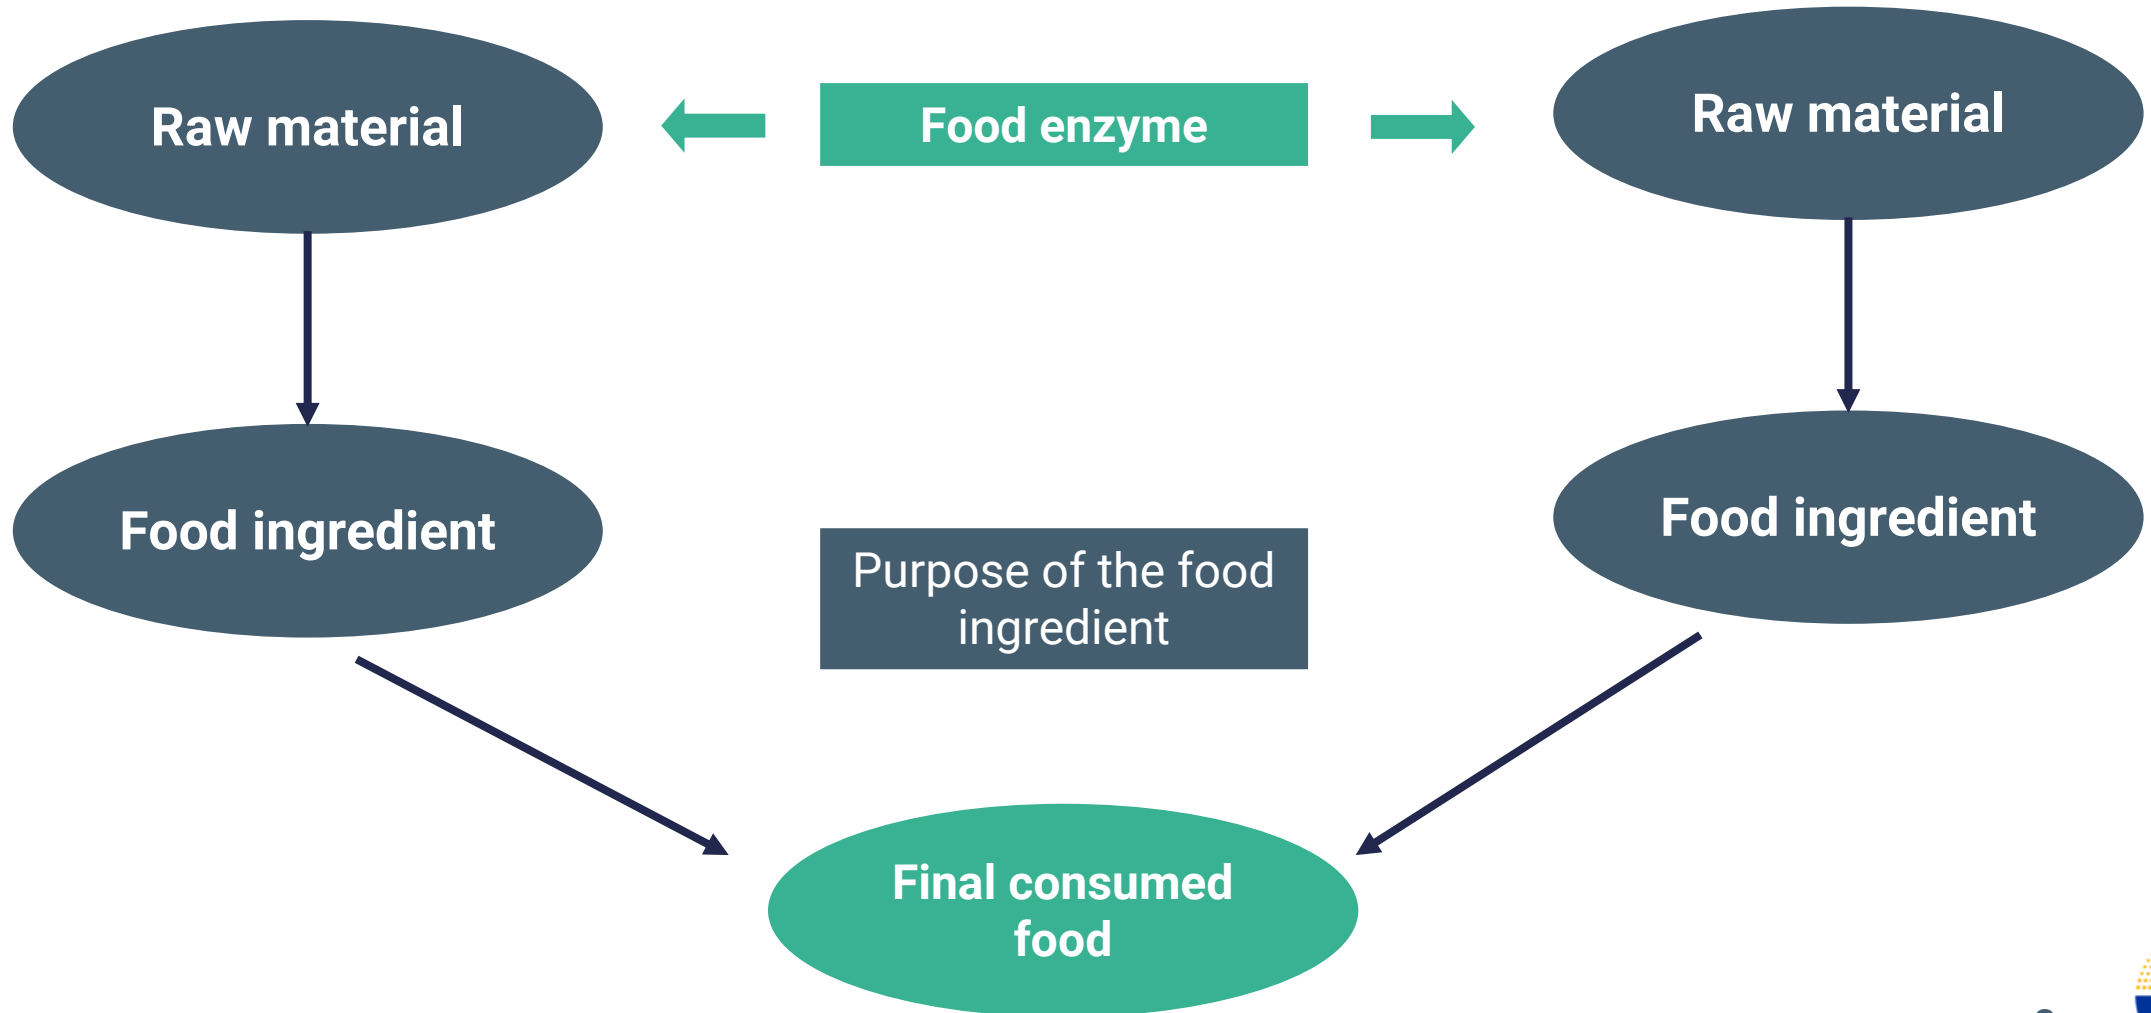 Raw material
Food enzyme
Raw material
Food ingredient
Food ingredient
Purpose of the food
ingredient
Final consumed
food